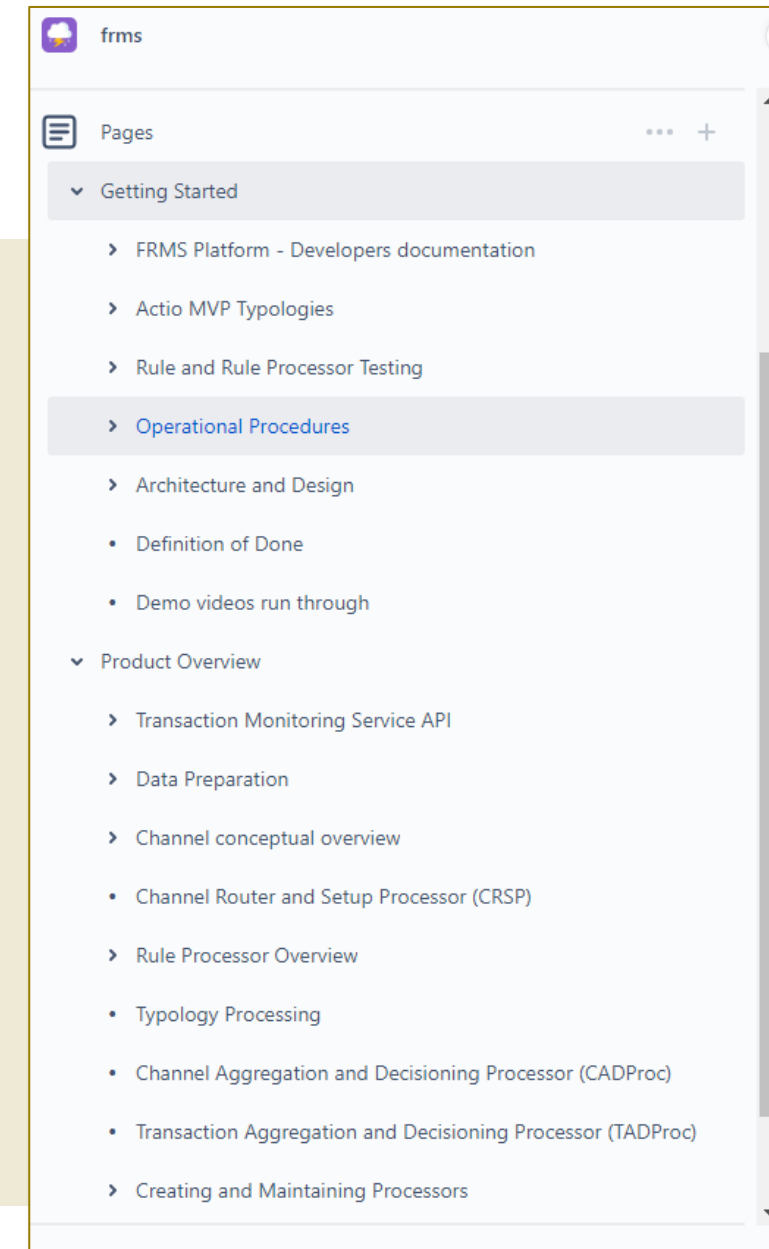 frms
Pages
Getting Started
FRMS Platform - Developers documentation
Actio MVP Typologies
Rule and Rule Processor Testing
Operational Procedures
Architecture and Design
Definition of Done
Demo videos run through
Product Overview
Transaction Monitoring Service API
Data Preparation
Channel conceptual overview
Channel Router and Setup Processor (CRSP)
Rule Processor Overview
Typology Processing
Channel Aggregation and Decisioning Processor (CADProc)
Transaction Aggregation and Decisioning Processor (TADProc)
Creating and Maintaining Processors